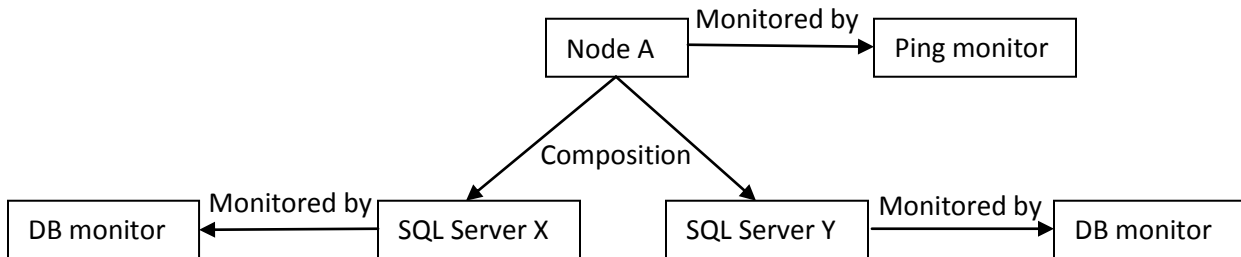 Monitored by
Node A
Ping monitor
Composition
Monitored by
Monitored by
DB monitor
SQL Server X
SQL Server Y
DB monitor